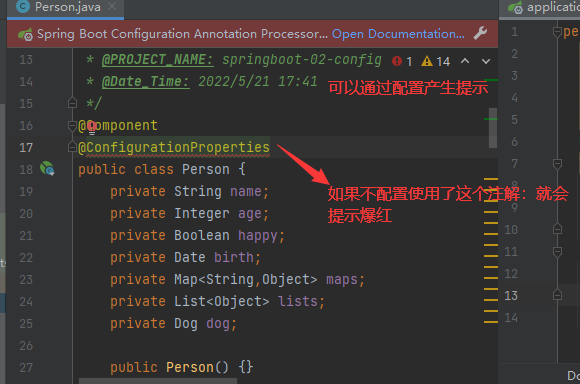 Person.java
application
Spring Boot Configuration Annotation Processor... Open Documentation...
13 * @PROJECT_NAME: springboot-02-config 1 14
14 * @Date_Time: 2022/5/21 17:41
可以通过配置产生提示
15 */
16 @Component
17 @ConfigurationProperties
18 public class Person {
19 private String name;
如果不配置使用了这个注解：就会
提示爆红
20 private Integer age;
21 private Boolean happy;
22 private Date birth;
23 private Map<String,Object> maps;
24 private List<Object> lists;
25 private Dog dog;
26
27 public Person() {}
1 pe
2
3
4
5
6
7
8
9
10
11
12
13
14
Do